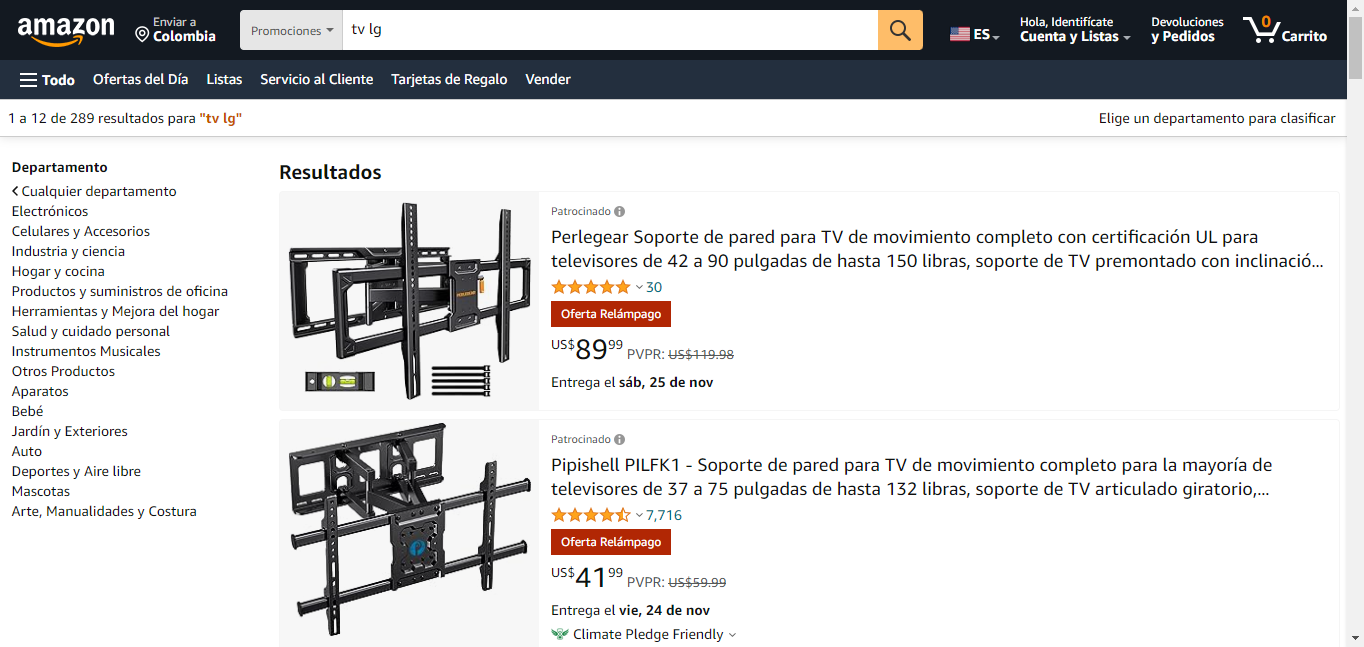 amazon
Enviar a
Colombia
Promociones
tv lg
ES
Hola, Identifícate
Cuenta y Listas
Devoluciones
y Pedidos
0
Carrito
Todo
Ofertas del Día
Listas
Servicio al Cliente
Tarjetas de Regalo
Vender
1 a 12 de 289 resultados para "tv lg"
Elige un departamento para clasificar
Departamento
Cualquier departamento
Electrónicos
Celulares y Accesorios
Industria y ciencia
Hogar y cocina
Productos y suministros de oficina
Herramientas y Mejora del hogar
Salud y cuidado personal
Instrumentos Musicales
Otros Productos
Aparatos
Bebé
Jardín y Exteriores
Auto
Deportes y Aire libre
Mascotas
Arte, Manualidades y Costura
Resultados
Patrocinado
Perlegear Soporte de pared para TV de movimiento completo con certificación UL para
televisores de 42 a 90 pulgadas de hasta 150 libras, soporte de TV premontado con inclinació...
30
Oferta Relámpago
US$89.99 PVPR: US$119.98
Entrega el sáb, 25 de nov
Patrocinado
Pipishell PILFK1 - Soporte de pared para TV de movimiento completo para la mayoría de
televisores de 37 a 75 pulgadas de hasta 132 libras, soporte de TV articulado giratorio,...
7,716
Oferta Relámpago
US$41.99 PVPR: US$59.99
Entrega el vie, 24 de nov
Climate Pledge Friendly